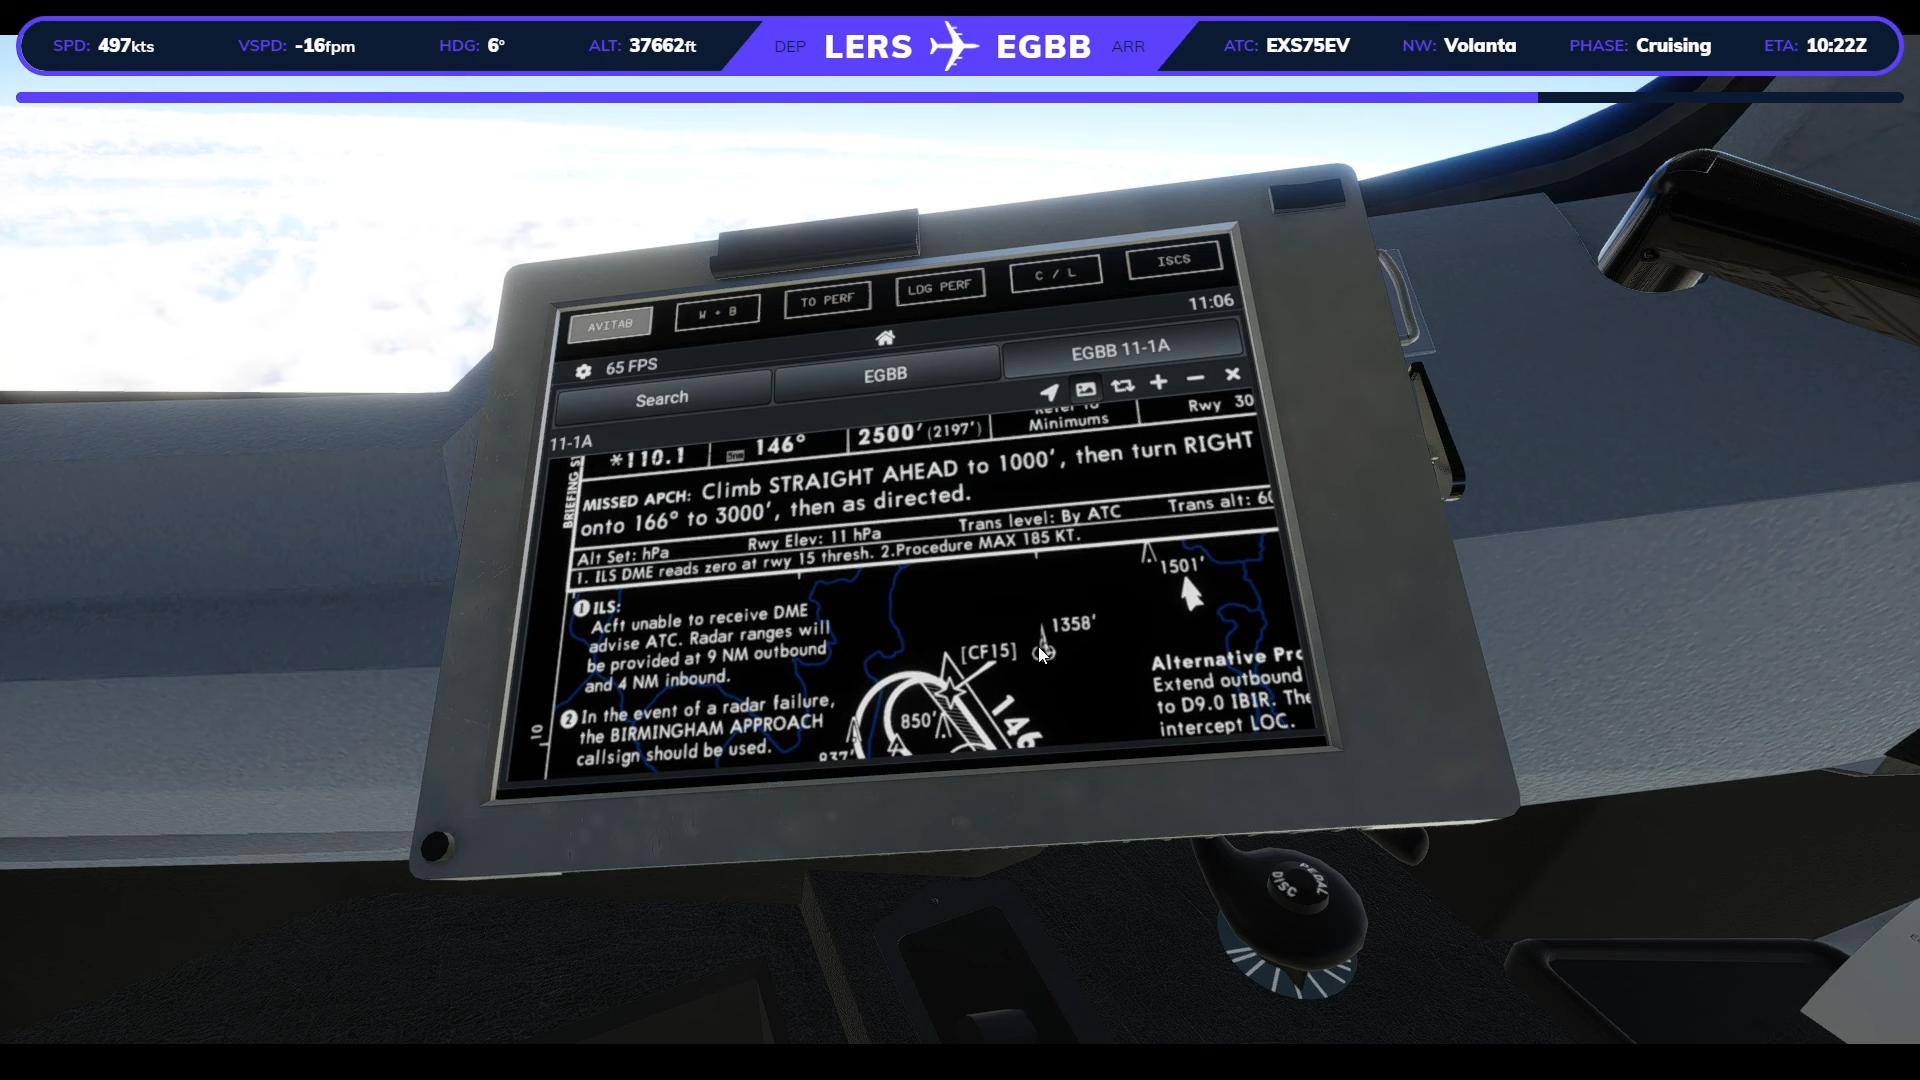 SPD: 497kts VSPD: -16fpm HDG: 6° ALT: 37662ft DEP LERS EGBB ARR ATC: EXS75EV NW: Volanta PHASE: Cruising ETA: 10:22Z
AVITAB W + B TO PERF LDG PERF C / L ISCS
65 FPS 11:06
Search EGBB EGBB 11-1A
11-1A
*110.1 146° 2500' (2197') Minimums Rwy 30
MISSED APCH: Climb STRAIGHT AHEAD to 1000', then turn RIGHT
onto 166° to 3000', then as directed.
Alt Set: hPa Rwy Elev: 11 hPa Trans level: By ATC Trans alt: 60
1. ILS DME reads zero at rwy 15 thresh. 2.Procedure MAX 185 KT.
1 ILS:
Acft unable to receive DME
advise ATC. Radar ranges will
be provided at 9 NM outbound
and 4 NM inbound.
2 In the event of a radar failure,
the BIRMINGHAM APPROACH
callsign should be used.
10
1501'
1358'
[CF15]
850'
146
937'
Alternative Pro
Extend outbound
to D9.0 IBIR. The
intercept LOC.
PEDAL
DISC